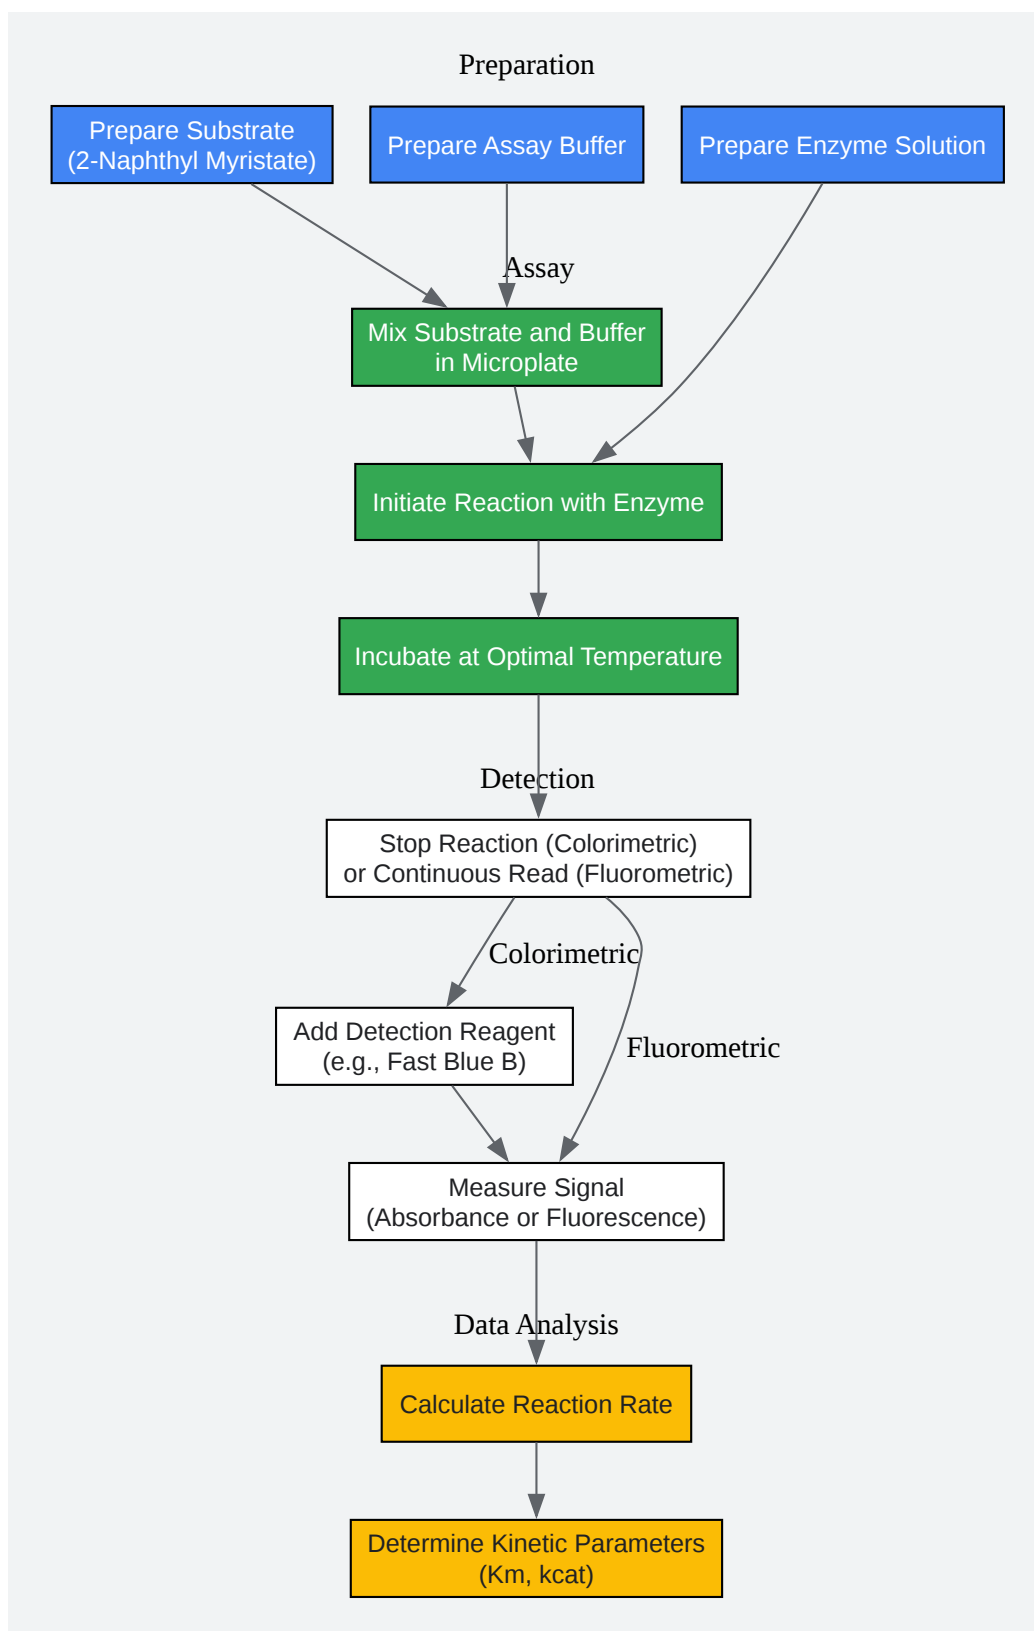 Preparation
Prepare Substrate
(2-Naphthyl Myristate)
Prepare Assay Buffer
Prepare Enzyme Solution
Assay
Mix Substrate and Buffer
in Microplate
Initiate Reaction with Enzyme
Incubate at Optimal Temperature
Detection
Stop Reaction (Colorimetric)
or Continuous Read (Fluorometric)
Colorimetric
Add Detection Reagent
(e.g., Fast Blue B)
Fluorometric
Measure Signal
(Absorbance or Fluorescence)
Data Analysis
Calculate Reaction Rate
Determine Kinetic Parameters
(Km, kcat)